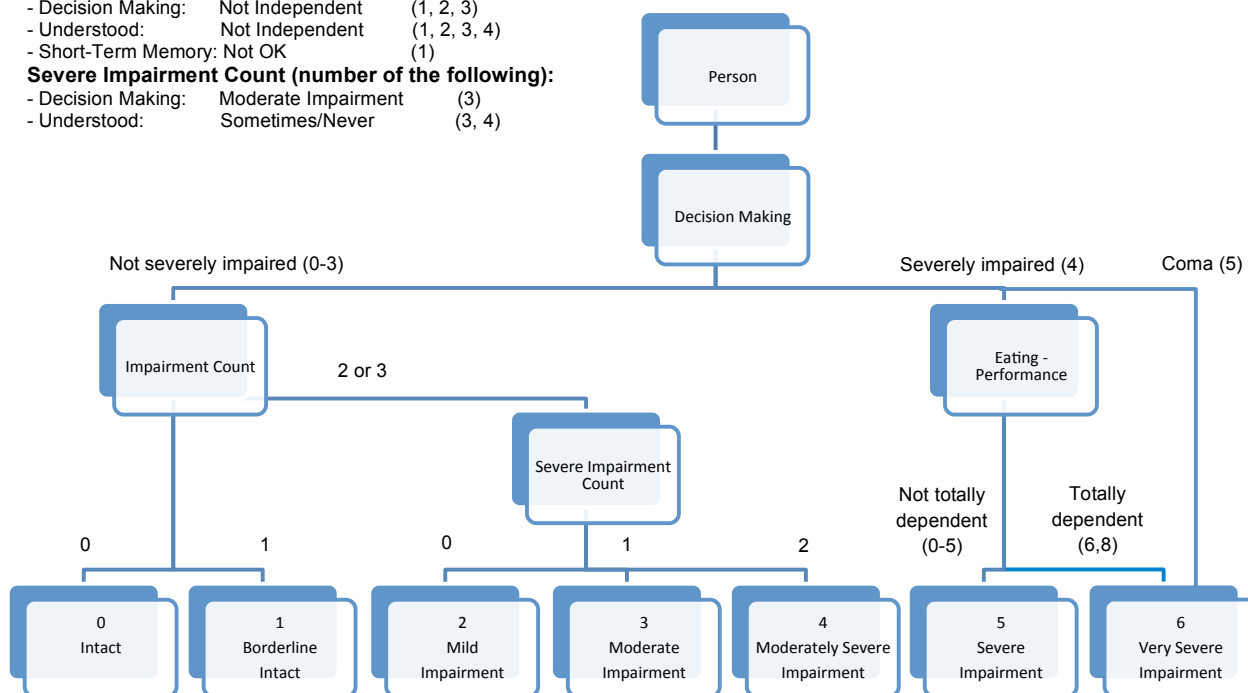 - Decision Making: Not Independent (1, 2, 3)
- Understood: Not Independent (1, 2, 3, 4)
- Short-Term Memory: Not OK (1)
Severe Impairment Count (number of the following):
- Decision Making: Moderate Impairment (3)
- Understood: Sometimes/Never (3, 4)
Person
Decision Making
Not severely impaired (0-3)
Severely impaired (4)
Coma (5)
Impairment Count
2 or 3
Eating -
Performance
Severe Impairment
Count
Not totally
dependent
(0-5)
Totally
dependent
(6,8)
0
1
0
1
2
0
Intact
1
Borderline
Intact
2
Mild
Impairment
3
Moderate
Impairment
4
Moderately Severe
Impairment
5
Severe
Impairment
6
Very Severe
Impairment